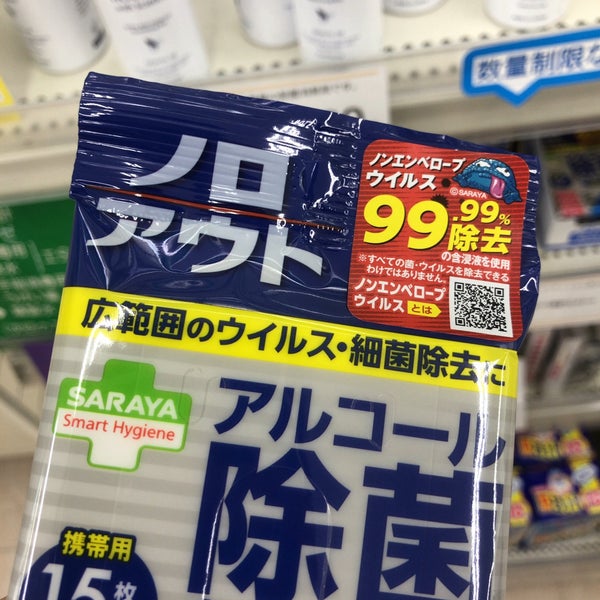 数量制限な
ノロ
アウト
ノンエンベロープ
ウイルス
©SARAYA
99.99%
除去
の含浸液を使用
※すべての菌・ウイルスを除去できる
わけではありません。
ノンエンベロープ
ウイルス とは
広範囲のウイルス・細菌除去に
SARAYA
Smart Hygiene
アルコール
除菌
携帯用
15枚